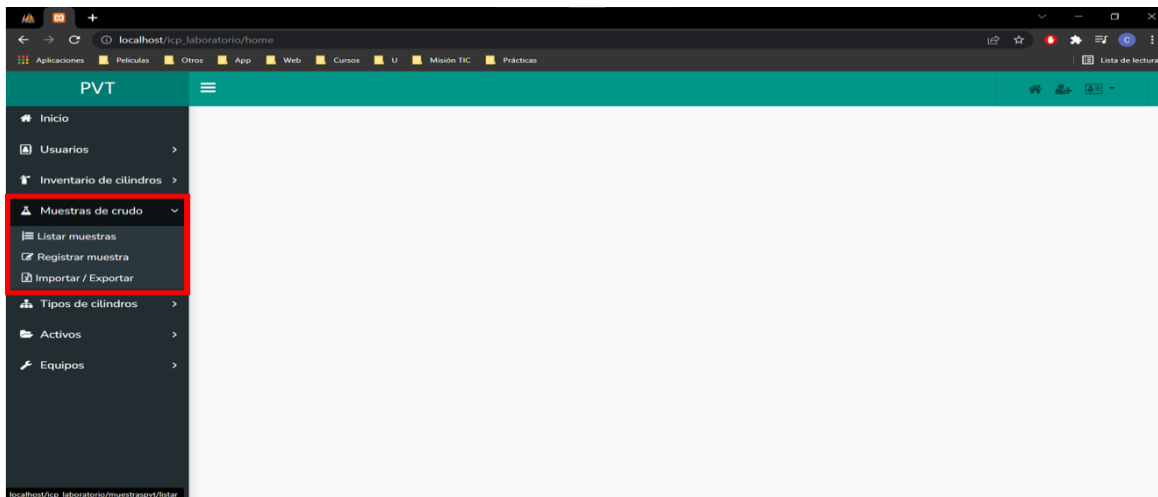 localhost/icp_laboratorio/home
C
Aplicaciones Peliculas Otros App Web Cursos U Misión TIC Prácticas Lista de lectura
PVT
Inicio
Usuarios
Inventario de cilindros
Muestras de crudo
Listar muestras
Registrar muestra
Importar / Exportar
Tipos de cilindros
Activos
Equipos
localhost/icp_laboratorio/muestraspvt/listar